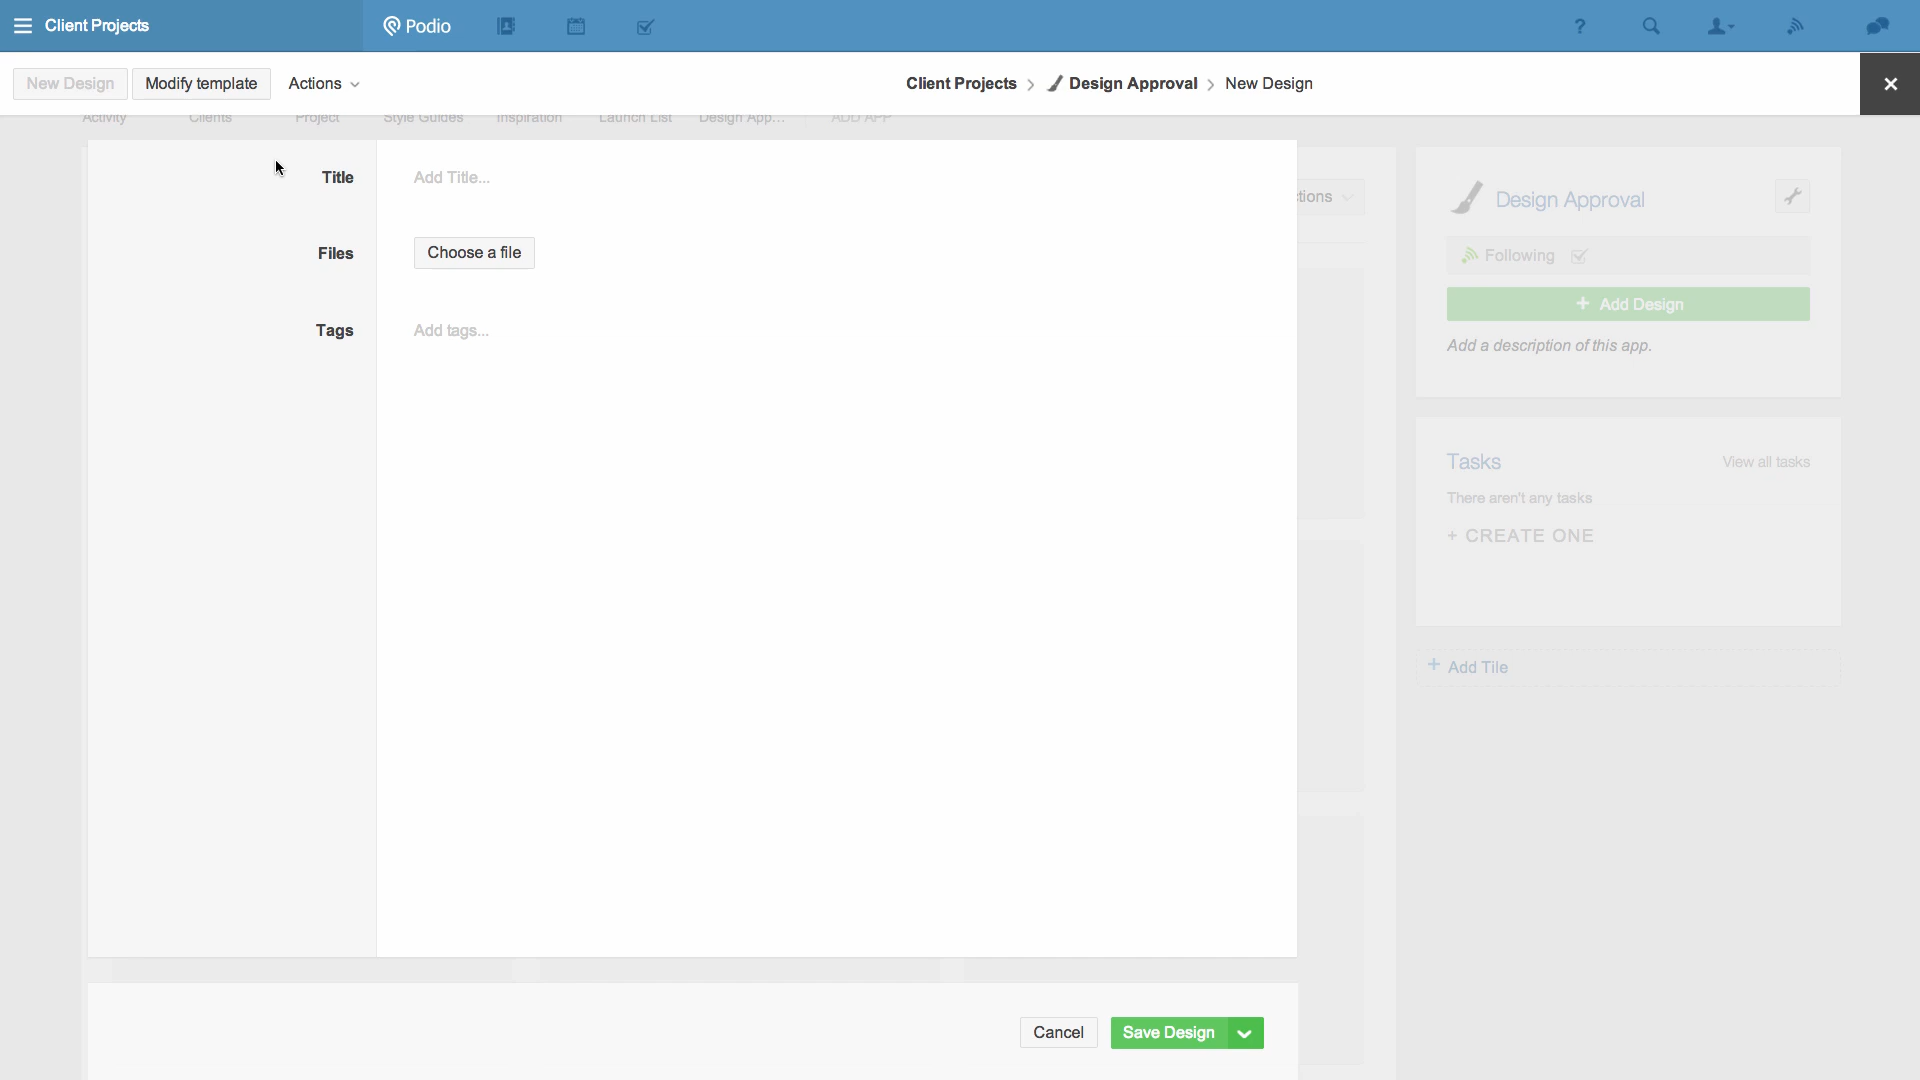 Client Projects
Podio
?
New Design
Modify template
Actions
Client Projects > Design Approval > New Design
Activity
Clients
Project
Style Guides
Inspiration
Launch List
Design App...
ADD APP
Title
Add Title...
tions
Design Approval
Files
Choose a file
Following
+ Add Design
Tags
Add tags...
Add a description of this app.
Tasks
View all tasks
There aren't any tasks
+ CREATE ONE
+ Add Tile
Cancel
Save Design